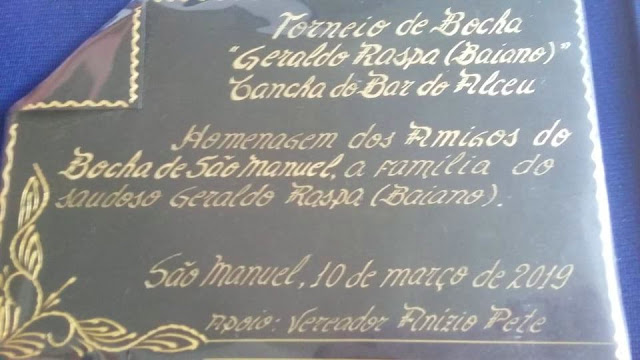 Torneio de Bocha
"Geraldo Raspa (Baiano)"
Cancha do Bar do Alceu
Homenagem dos Amigos do
Bocha de São Manuel, a família do
saudoso Geraldo Raspa (Baiano).
São Manuel, 10 de março de 2019
Apoio: Vereador Anízio Pete